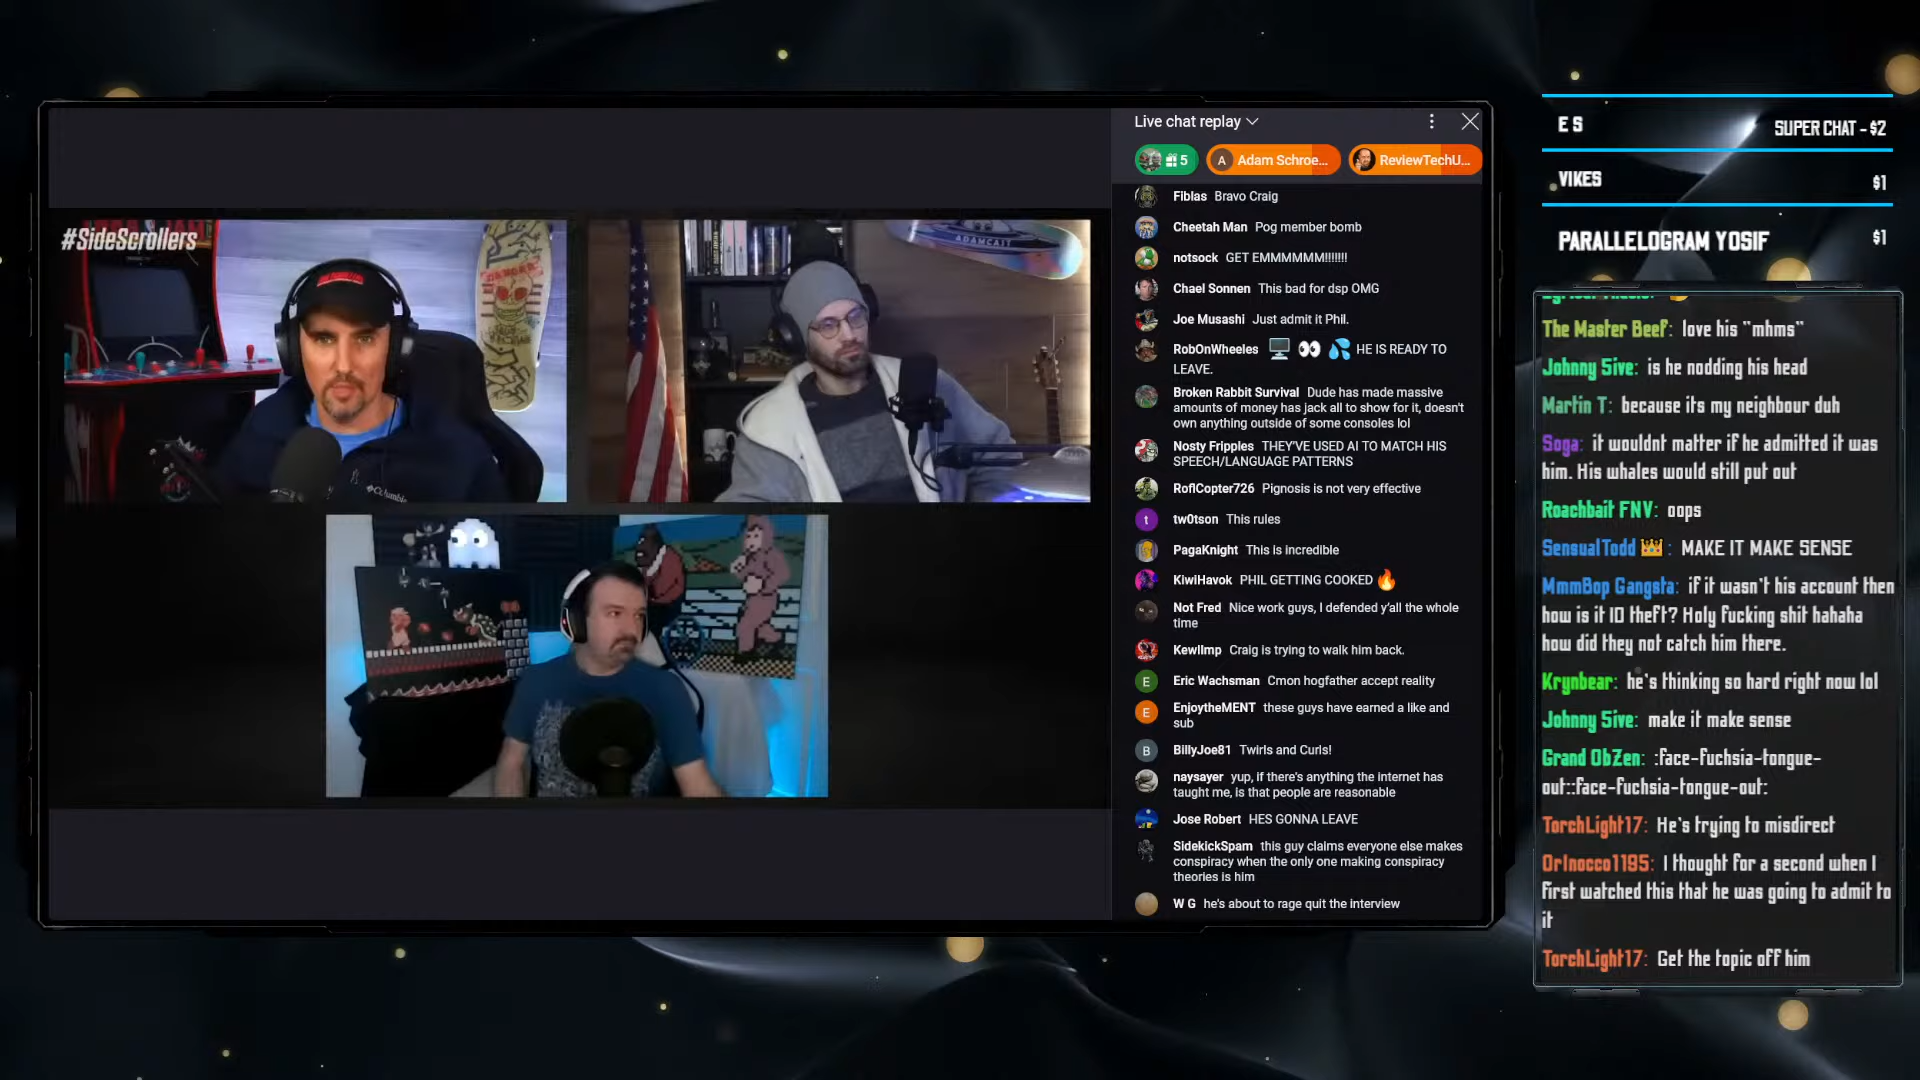 #SideScrollers
ADAMCAST
Live chat replay
5
A Adam Schroe...
ReviewTechU...
Fiblas Bravo Craig
Cheetah Man Pog member bomb
notsock GET EMMMMMM!!!!!!!
Chael Sonnen This bad for dsp OMG
Joe Musashi Just admit it Phil.
RobOnWheeles 🖥️ 👀 💦 HE IS READY TO
LEAVE.
Broken Rabbit Survival Dude has made massive
amounts of money has jack all to show for it, doesn't
own anything outside of some consoles lol
Nosty Fripples THEY'VE USED AI TO MATCH HIS
SPEECH/LANGUAGE PATTERNS
RoflCopter726 Pignosis is not very effective
t tw0tson This rules
PagaKnight This is incredible
KiwiHavok PHIL GETTING COOKED 🔥
Not Fred Nice work guys, I defended y'all the whole
time
KewlImp Craig is trying to walk him back.
E Eric Wachsman Cmon hogfather accept reality
E EnjoytheMENT these guys have earned a like and
sub
B BillyJoe81 Twirls and Curls!
naysayer yup, if there's anything the internet has
taught me, is that people are reasonable
Jose Robert HES GONNA LEAVE
SidekickSpam this guy claims everyone else makes
conspiracy when the only one making conspiracy
theories is him
W G he's about to rage quit the interview
E S SUPER CHAT - $2
VIKES $1
PARALLELOGRAM YOSIF $1
The Master Beef: love his "mhms"
Johnny 5ive: is he nodding his head
Martin T: because its my neighbour duh
Soga: it wouldnt matter if he admitted it was
him. His whales would still put out
Roachbait FNV: oops
SensualTodd 👑 : MAKE IT MAKE SENSE
MmmBop Gangsta: if it wasn't his account then
how is it ID theft? Holy fucking shit hahaha
how did they not catch him there.
Krynbear: he's thinking so hard right now lol
Johnny 5ive: make it make sense
Grand ObZen: :face-fuchsia-tongue-
out::face-fuchsia-tongue-out:
TorchLight17: He's trying to misdirect
Or1nocco1195: I thought for a second when I
first watched this that he was going to admit to
it
TorchLight17: Get the topic off him